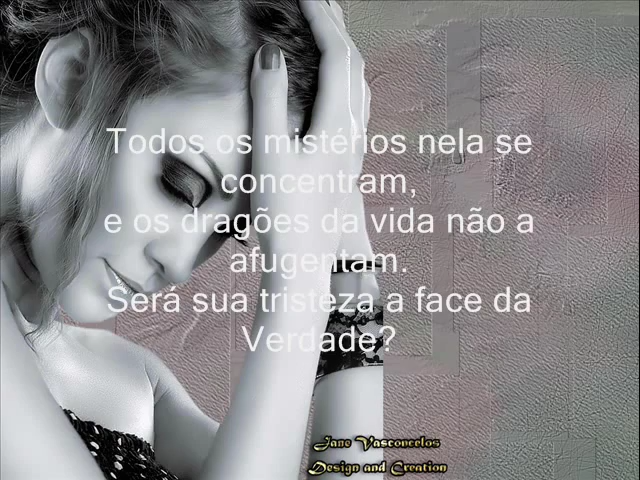 Todos os mistérios nela se
concentram,
e os dragões da vida não a
afugentam.
Será sua tristeza a face da
Verdade?
Jane Vasconcelos
Design and Creation